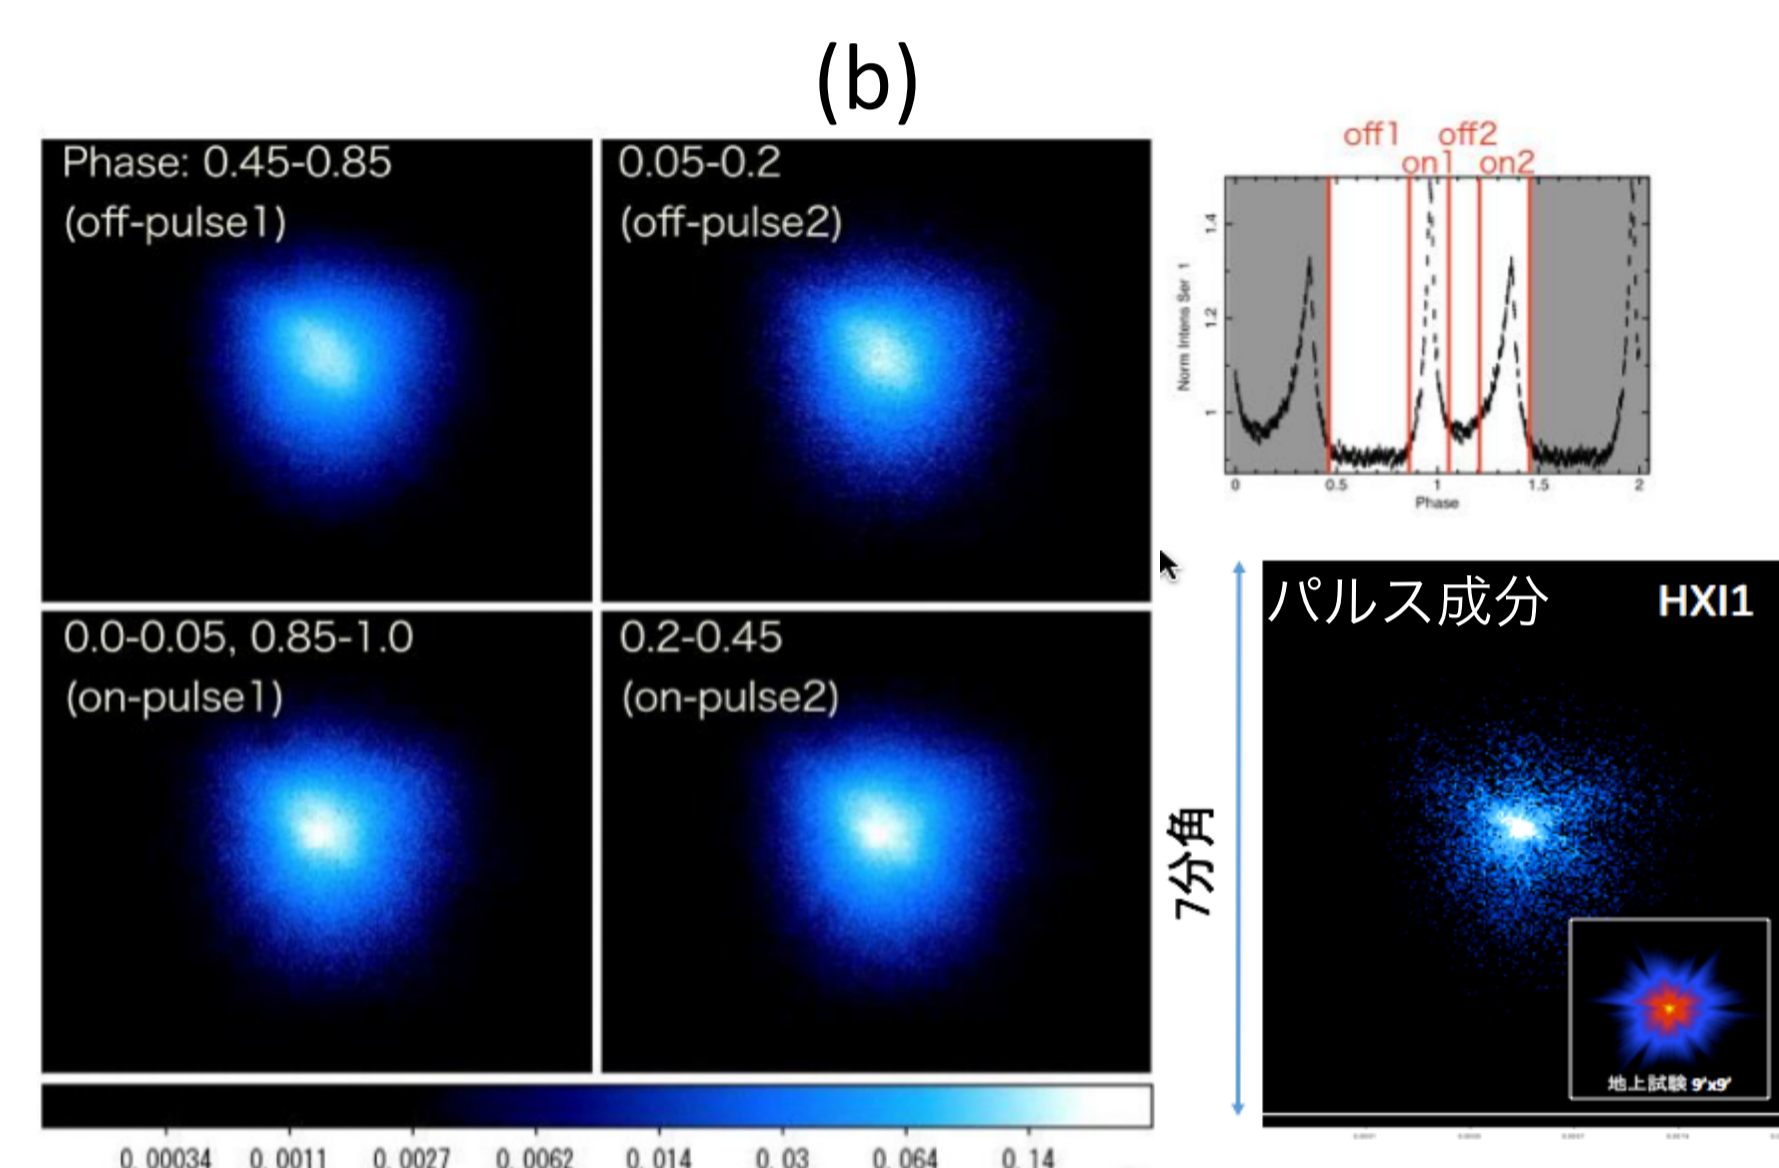 (b)
Phase: 0.45-0.85
(off-pulse1)
0.05-0.2
(off-pulse2)
0.0-0.05, 0.85-1.0
(on-pulse1)
0.2-0.45
(on-pulse2)
0.00034 0.0011 0.0027 0.0062 0.014 0.03 0.064 0.14
off1 off2
on1 on2
Norm Intens Ser 1
1 1.2 1.4
0 0.5 1 1.5 2
Phase
7分角
パルス成分 HXI1
地上試験 9'x9'